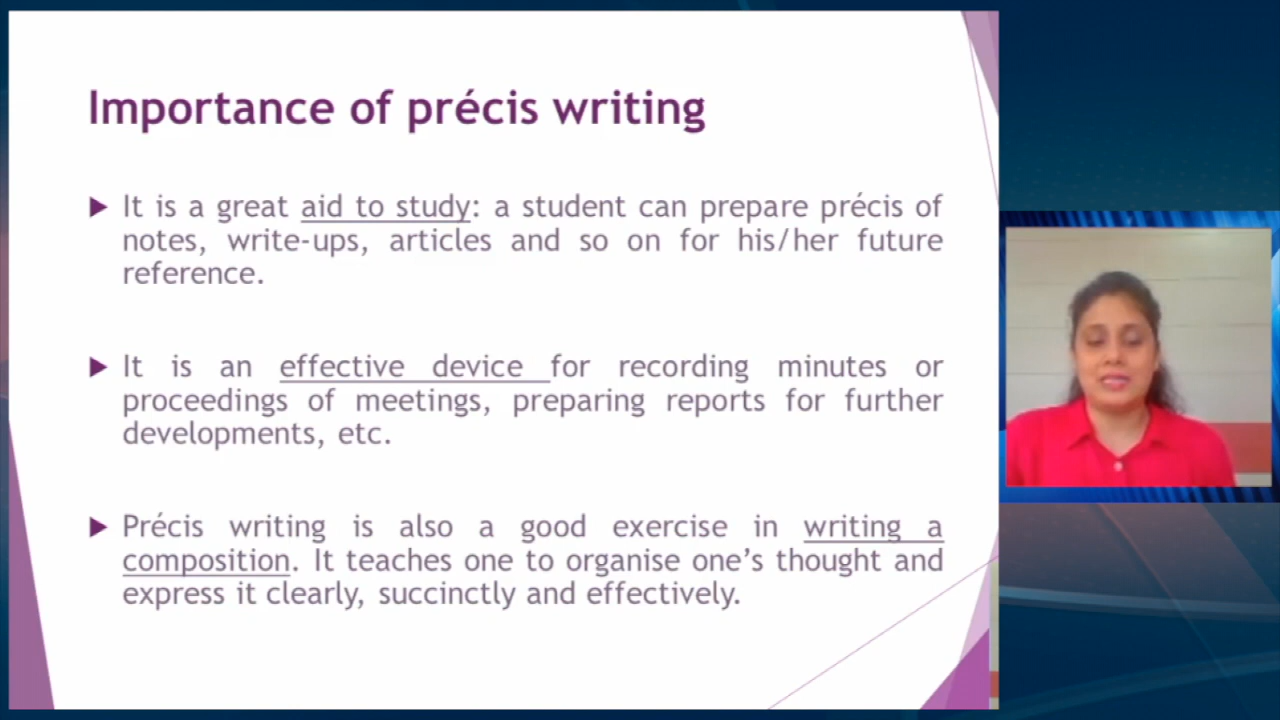 Importance of précis writing
It is a great aid to study: a student can prepare précis of
notes, write-ups, articles and so on for his/her future
reference.
It is an effective device for recording minutes or
proceedings of meetings, preparing reports for further
developments, etc.
Précis writing is also a good exercise in writing a
composition. It teaches one to organise one’s thought and
express it clearly, succinctly and effectively.